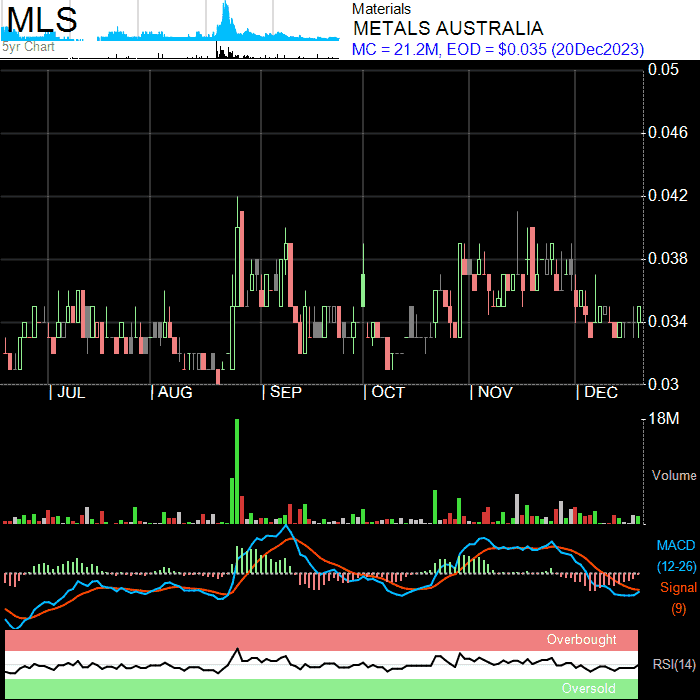 MLS
5yr Chart
Materials
METALS AUSTRALIA
MC = 21.2M, EOD = $0.035 (20Dec2023)
0.05
0.046
0.042
0.038
0.034
0.03
| JUL | AUG | SEP | OCT | NOV | DEC
18M
Volume
MACD
(12-26)
Signal
(9)
Overbought
RSI(14)
Oversold